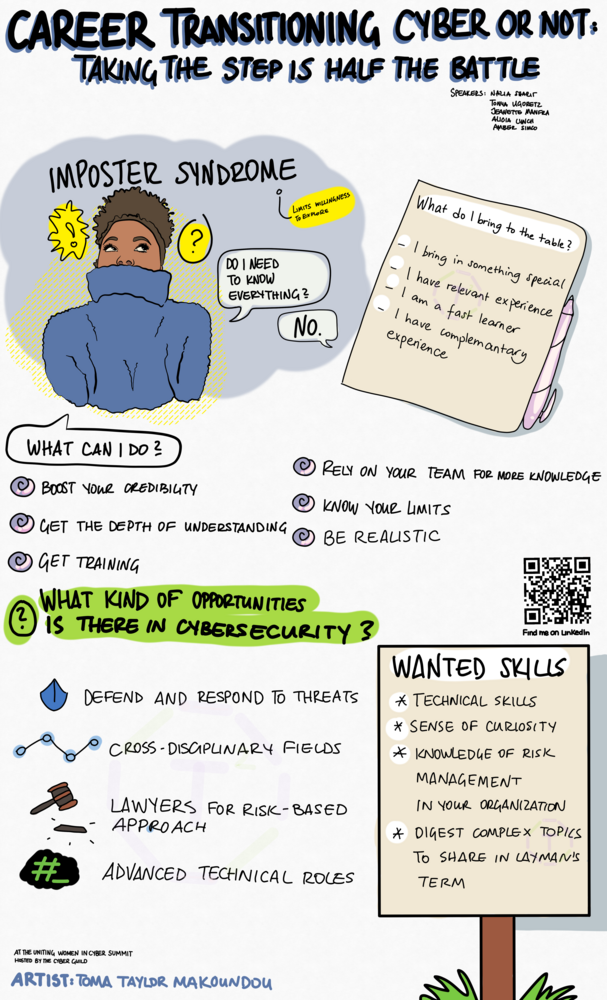 CAREER TRANSITIONING CYBER OR NOT:
TAKING THE STEP IS HALF THE BATTLE
SPEAKERS:
JEANETTE MANFRA
ALICIA LYNCH
AMBER
IMPOSTER SYNDROME
LIMITS WILLINGNESS
TO EXPLORE
!
?
DO I NEED
TO KNOW
EVERYTHING?
NO.
What do I bring to the table?
- I bring in something special
- I have relevant experience
- I am a fast learner
- I have complemantary
experience
WHAT CAN I DO?
BOOST YOUR CREDIBILITY
GET THE DEPTH OF UNDERSTANDING
GET TRAINING
RELY ON YOUR TEAM FOR MORE KNOWLEDGE
KNOW YOUR LIMITS
BE REALISTIC
Find me on LinkedIn
? WHAT KIND OF OPPORTUNITIES
IS THERE IN CYBERSECURITY?
DEFEND AND RESPOND TO THREATS
CROSS-DISCIPLINARY FIELDS
LAWYERS FOR RISK-BASED
APPROACH
#_ ADVANCED TECHNICAL ROLES
WANTED SKILLS
* TECHNICAL SKILLS
* SENSE OF CURIOSITY
* KNOWLEDGE OF RISK
MANAGEMENT
IN YOUR ORGANIZATION
* DIGEST COMPLEX TOPICS
TO SHARE IN LAYMAN'S
TERM
AT THE UNITING WOMEN IN CYBER SUMMIT
HOSTED BY THE CYBER GUILD
ARTIST: TOMA TAYLOR MAKOUNDOU